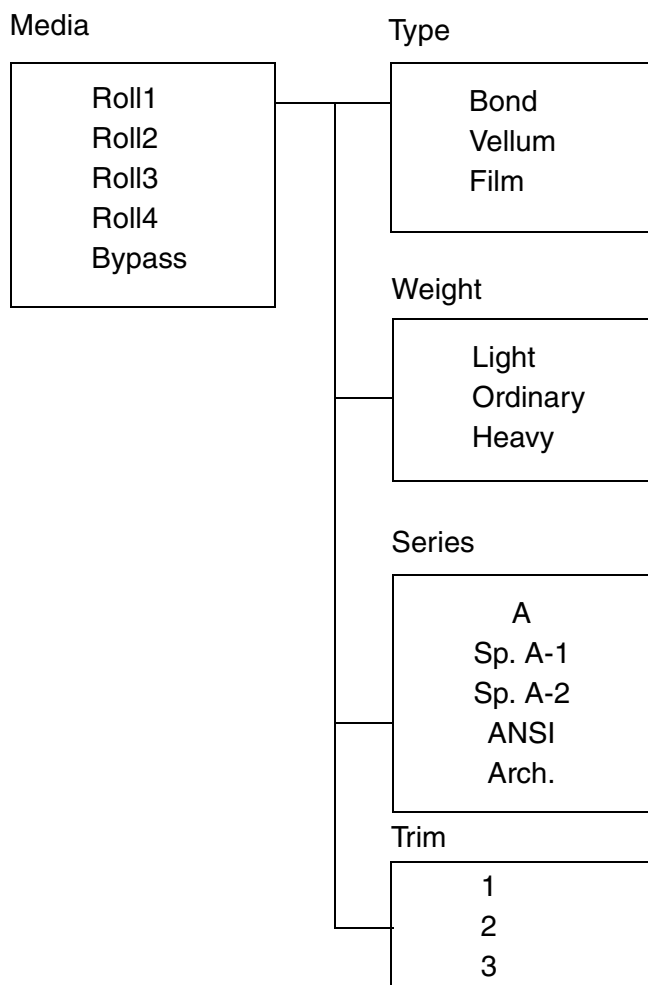 Media
Roll1
Roll2
Roll3
Roll4
Bypass
Type
Bond
Vellum
Film
Weight
Light
Ordinary
Heavy
Series
A
Sp. A-1
Sp. A-2
ANSI
Arch.
Trim
1
2
3